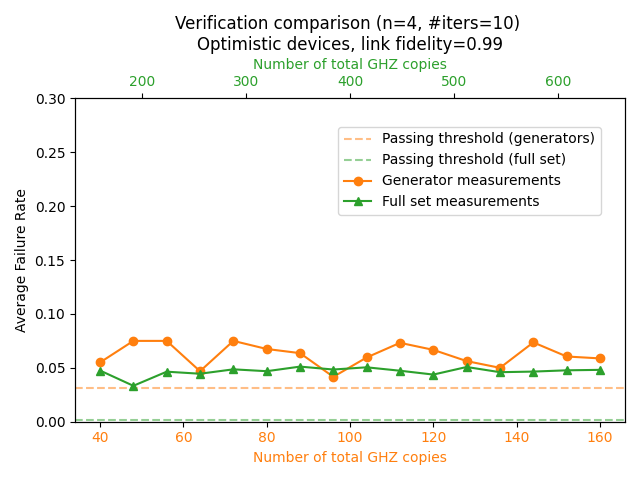 Verification comparison (n=4, #iters=10)
Optimistic devices, link fidelity=0.99
Number of total GHZ copies
200 300 400 500 600
0.30
0.25
0.20
0.15
0.10
0.05
0.00
Average Failure Rate
Passing threshold (generators)
Passing threshold (full set)
Generator measurements
Full set measurements
40 60 80 100 120 140 160
Number of total GHZ copies